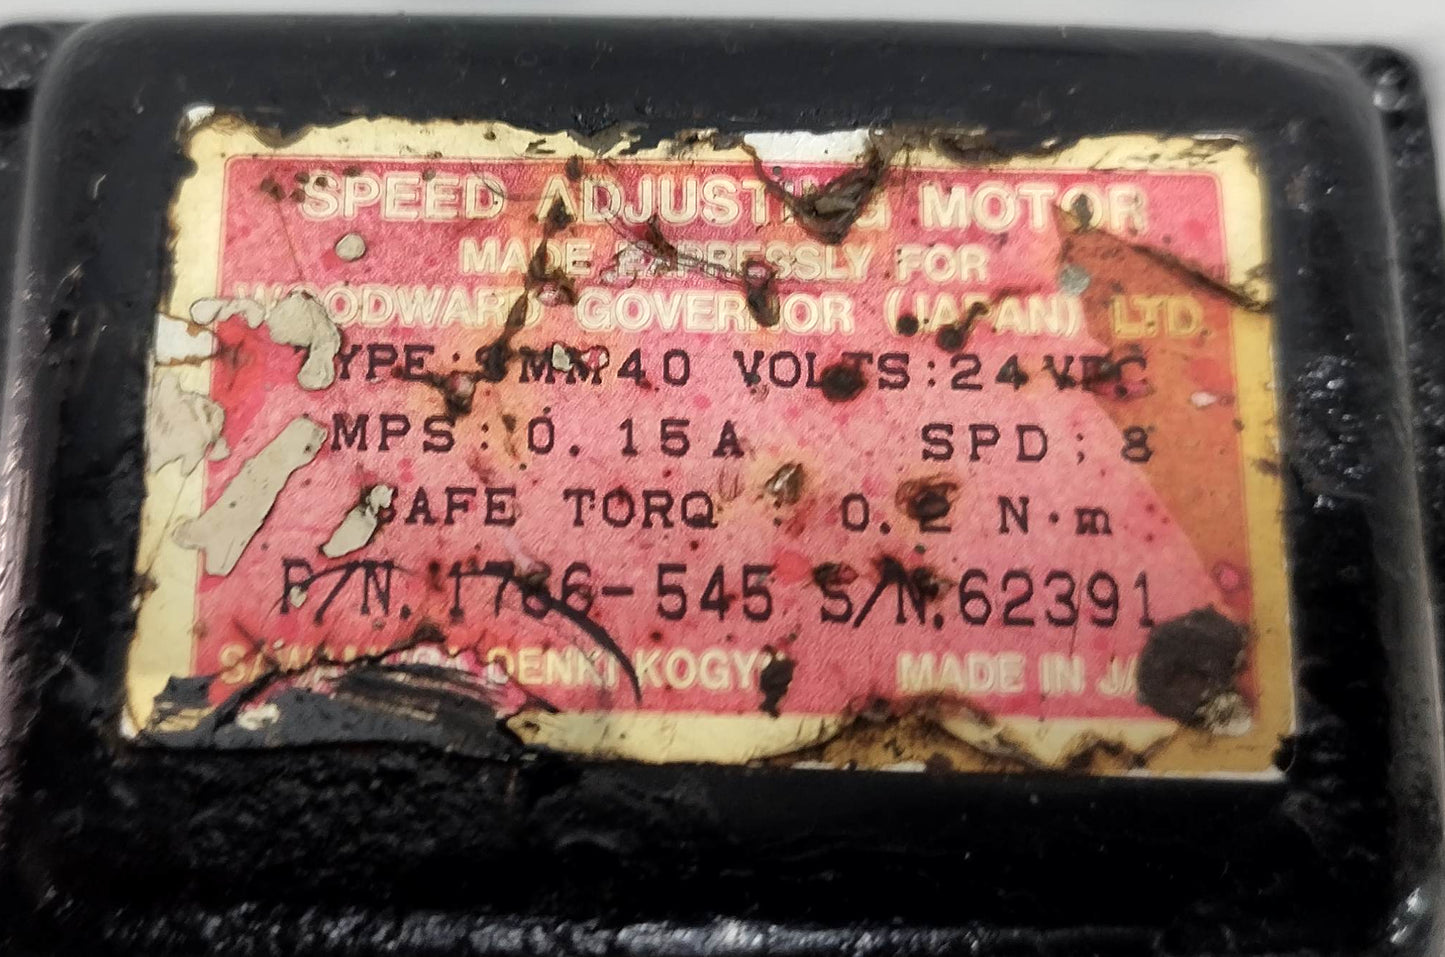 SPEED ADJUSTING MOTOR
MADE EXPRESSLY FOR
WOODWARD GOVERNOR (JAPAN) LTD.
TYPE: VOLTS:24VDC
AMPS: 0.15A SPD; 8
SAFE TORQ : 0.2 N·m
P/N. 1786-545 S/N.62391
DENKI KOGYO MADE IN JAPAN